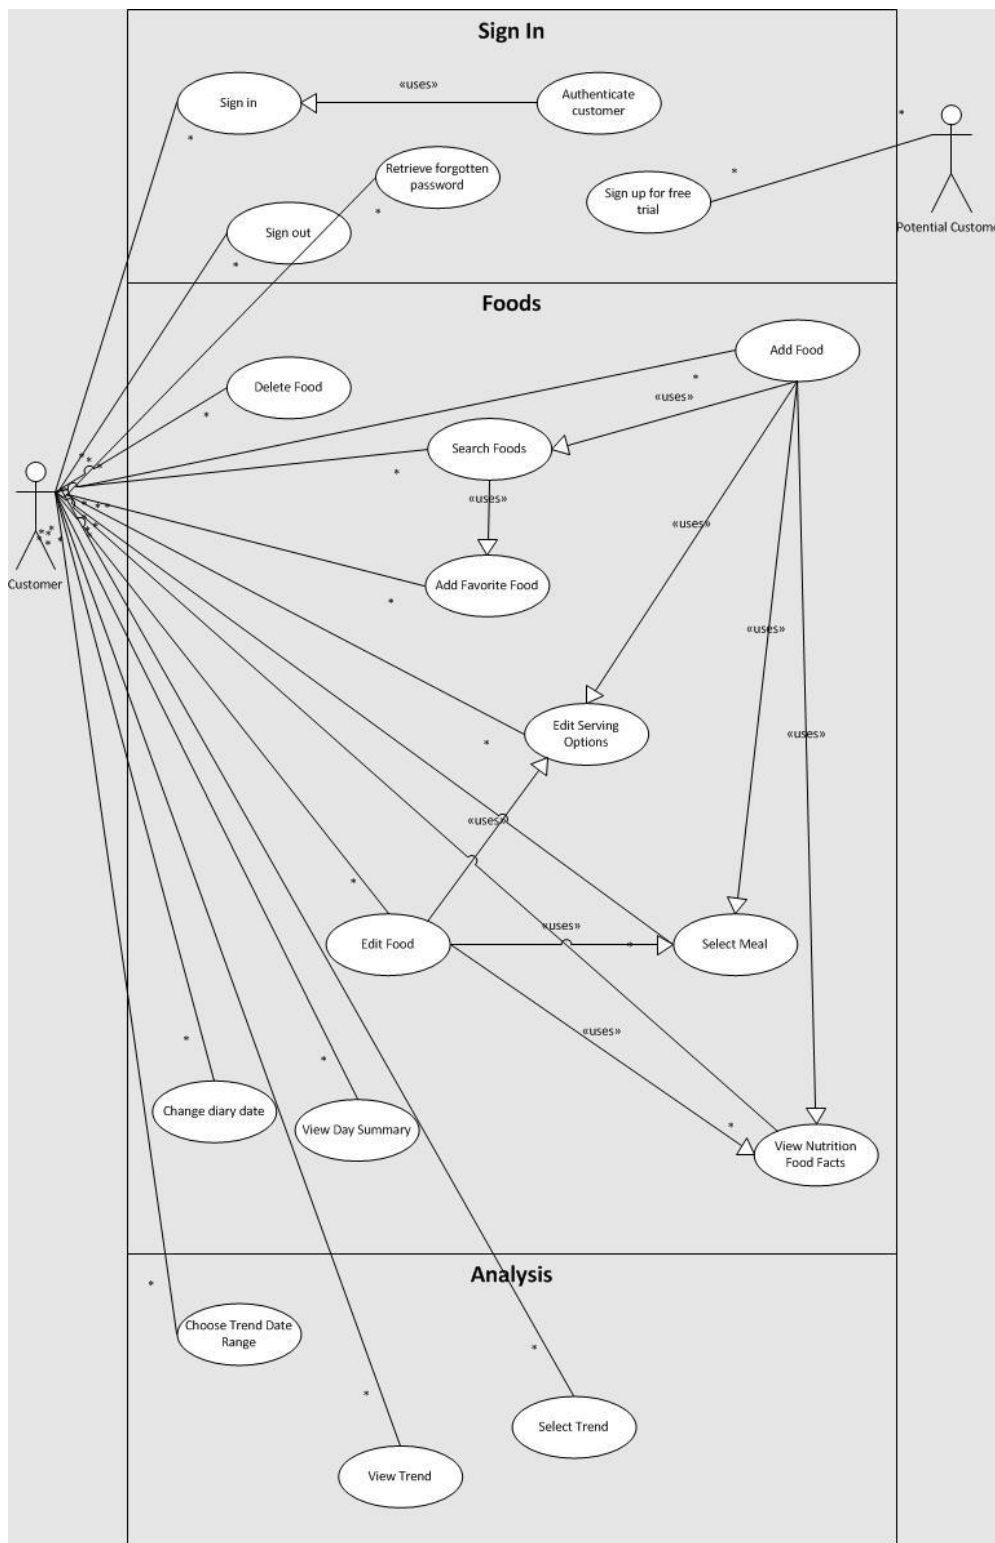 Sign In
Sign in
«uses»
Authenticate
customer
*
*
Retrieve forgotten
password
*
*
Sign up for free
trial
Sign out
*
Potential Custome
Foods
Add Food
*
Delete Food
*
«uses»
Search Foods
*
«uses»
«uses»
Customer
Add Favorite Food
*
«uses»
Edit Serving
Options
*
«uses»
«uses»
*
Edit Food
«uses»
*
Select Meal
«uses»
*
*
*
Change diary date
View Day Summary
View Nutrition
Food Facts
Analysis
*
Choose Trend Date
Range
*
Select Trend
*
View Trend